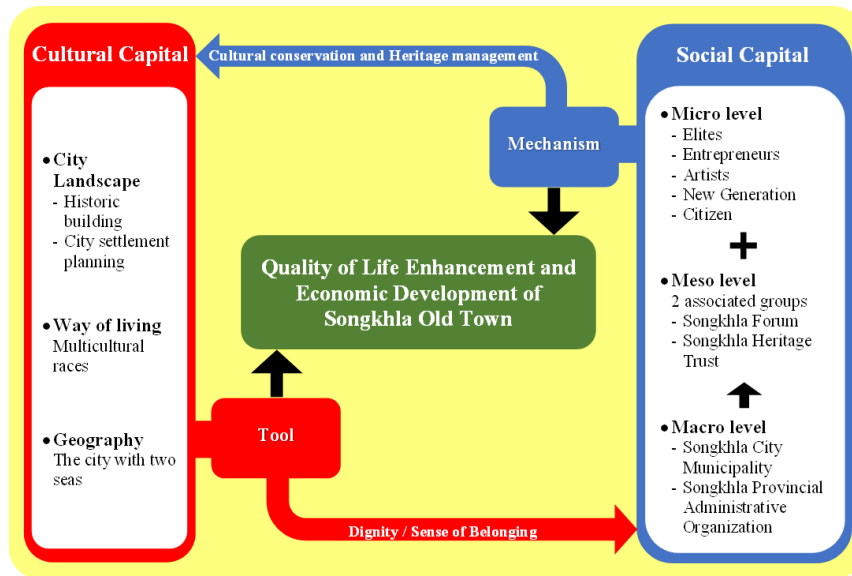 Cultural Capital
• City
Landscape
- Historic
building
- City settlement
planning
• Way of living
Multicultural
races
• Geography
The city with two
seas
Cultural conservation and Heritage management
Mechanism
Quality of Life Enhancement and
Economic Development of
Songkhla Old Town
Tool
Dignity / Sense of Belonging
Social Capital
• Micro level
- Elites
- Entrepreneurs
- Artists
- New Generation
- Citizen
• Meso level
2 associated groups
- Songkhla Forum
- Songkhla Heritage
Trust
• Macro level
- Songkhla City
Municipality
- Songkhla Provincial
Administrative
Organization